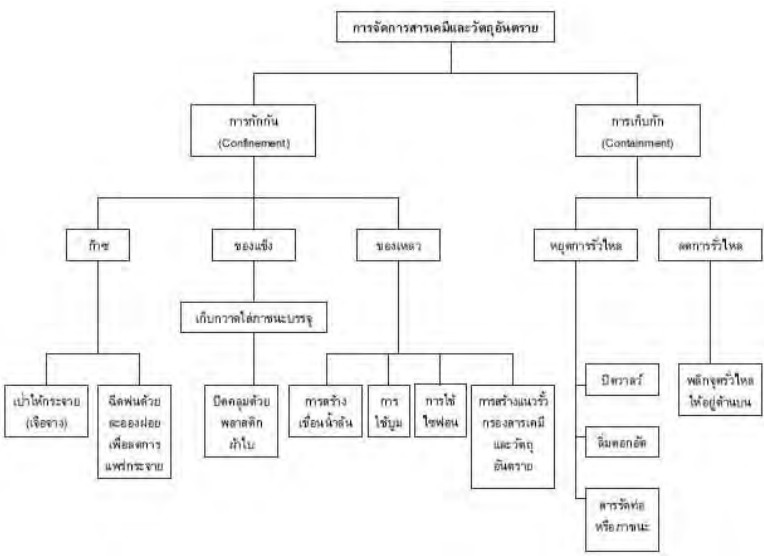 การจัดการสารเคมีและวัตถุอันตราย
การกักกัน
(Confinement)
การเก็บกัก
(Containment)
ก๊าซ
ของแข็ง
ของเหลว
หยุดการรั่วไหล
ลดการรั่วไหล
เก็บกวาดใส่ภาชนะบรรจุ
เป่าให้กระจาย
(เจือจาง)
ฉีดพ่นด้วย
ละอองฝอย
เพื่อลดการ
แพร่กระจาย
ปิดคลุมด้วย
พลาสติก
ผ้าใบ
การสร้าง
เขื่อนน้ำล้น
การ
ใช้บูม
การใช้
ไซฟอน
การสร้างแนวรั้ว
กรองสารเคมี
และวัตถุ
อันตราย
ปิดวาลว์
ลิ่มตอกอัด
สารรัดท่อ
หรือภาชนะ
พลิกจุดรั่วไหล
ให้อยู่ด้านบน